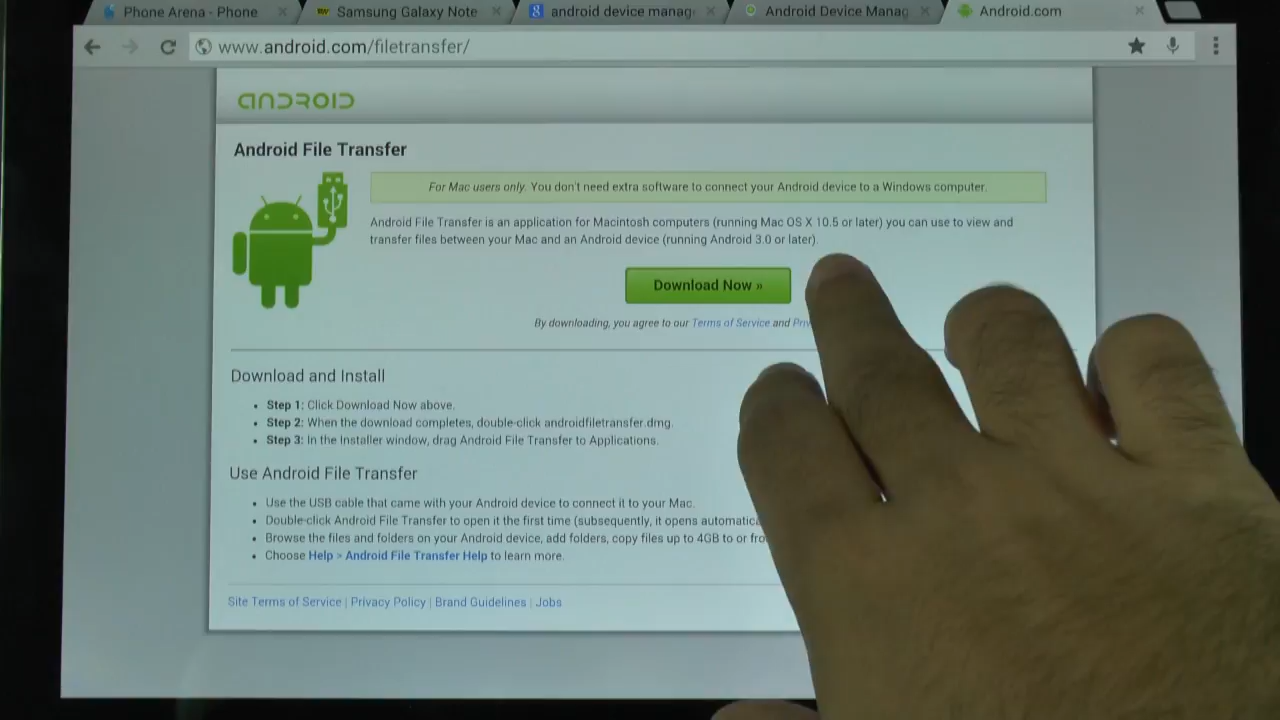 Phone Arena - Phone
Samsung Galaxy Note
android device manag
Android Device Manag
Android.com
www.android.com/filetransfer/
ANDROID
Android File Transfer
For Mac users only. You don't need extra software to connect your Android device to a Windows computer.
Android File Transfer is an application for Macintosh computers (running Mac OS X 10.5 or later) you can use to view and
transfer files between your Mac and an Android device (running Android 3.0 or later).
Download Now »
By downloading, you agree to our Terms of Service and
Download and Install
• Step 1: Click Download Now above.
• Step 2: When the download completes, double-click androidfiletransfer.dmg.
• Step 3: In the Installer window, drag Android File Transfer to Applications.
Use Android File Transfer
• Use the USB cable that came with your Android device to connect it to your Mac.
• Double-click Android File Transfer to open it the first time (subsequently, it opens
• Browse the files and folders on your Android device, add folders, copy files up to 4GB to or
• Choose Help > Android File Transfer Help to learn more.
Site Terms of Service | Privacy Policy | Brand Guidelines | Jobs